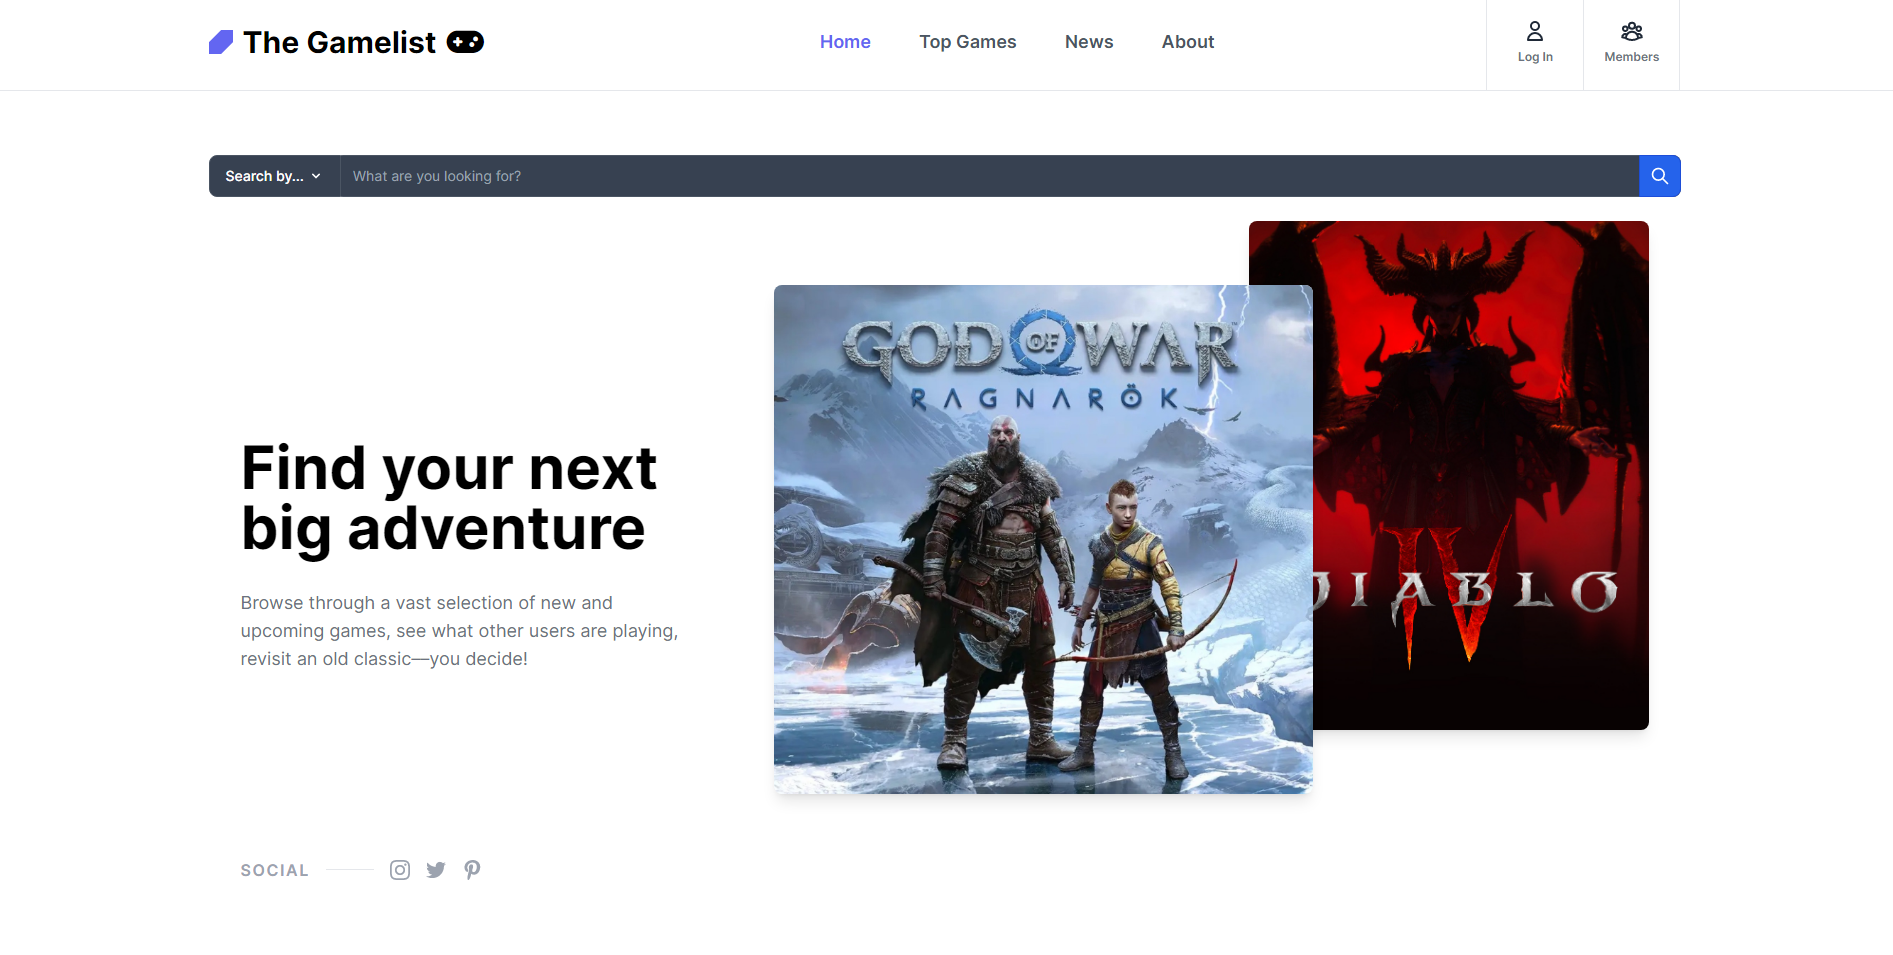 The Gamelist
Home
Top Games
News
About
Log In
Members
Search by...
What are you looking for?
GOD OF WAR
RAGNARÖK
DIABLO
IV
Find your next
big adventure
Browse through a vast selection of new and
upcoming games, see what other users are playing,
revisit an old classic—you decide!
SOCIAL